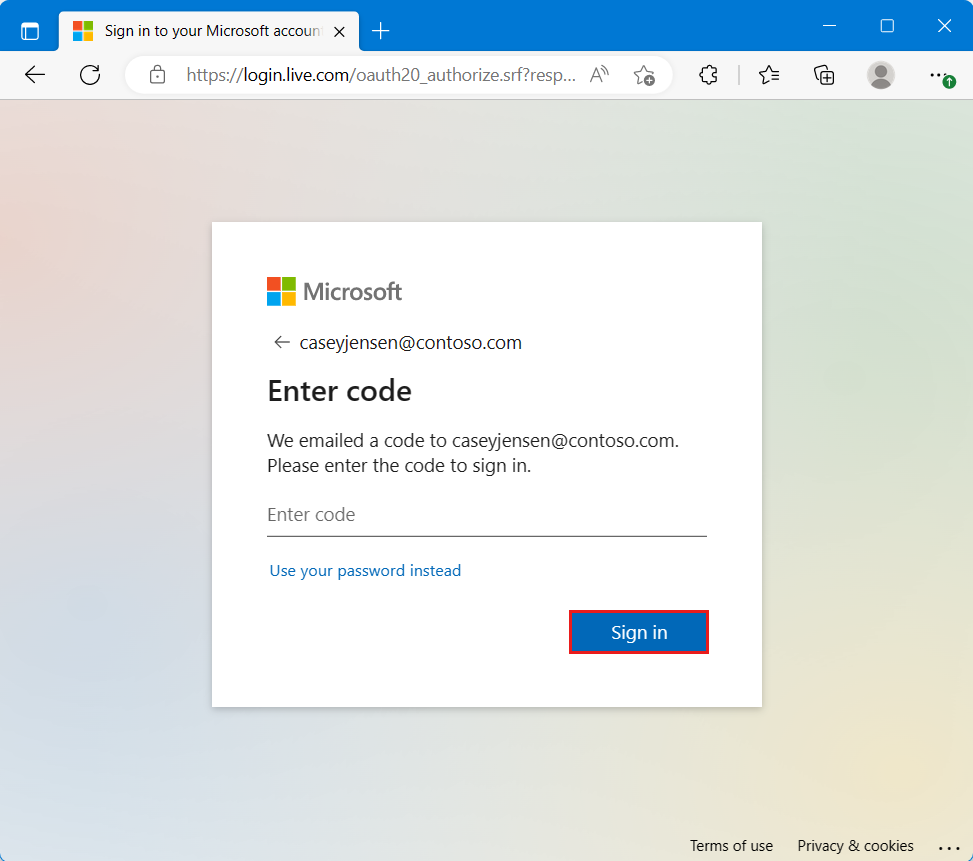 Sign in to your Microsoft accoun
https://login.live.com/oauth20_authorize.srf?resp...
Microsoft
caseyjensen@contoso.com
Enter code
We emailed a code to caseyjensen@contoso.com.
Please enter the code to sign in.
Enter code
Use your password instead
Sign in
Terms of use Privacy & cookies ...